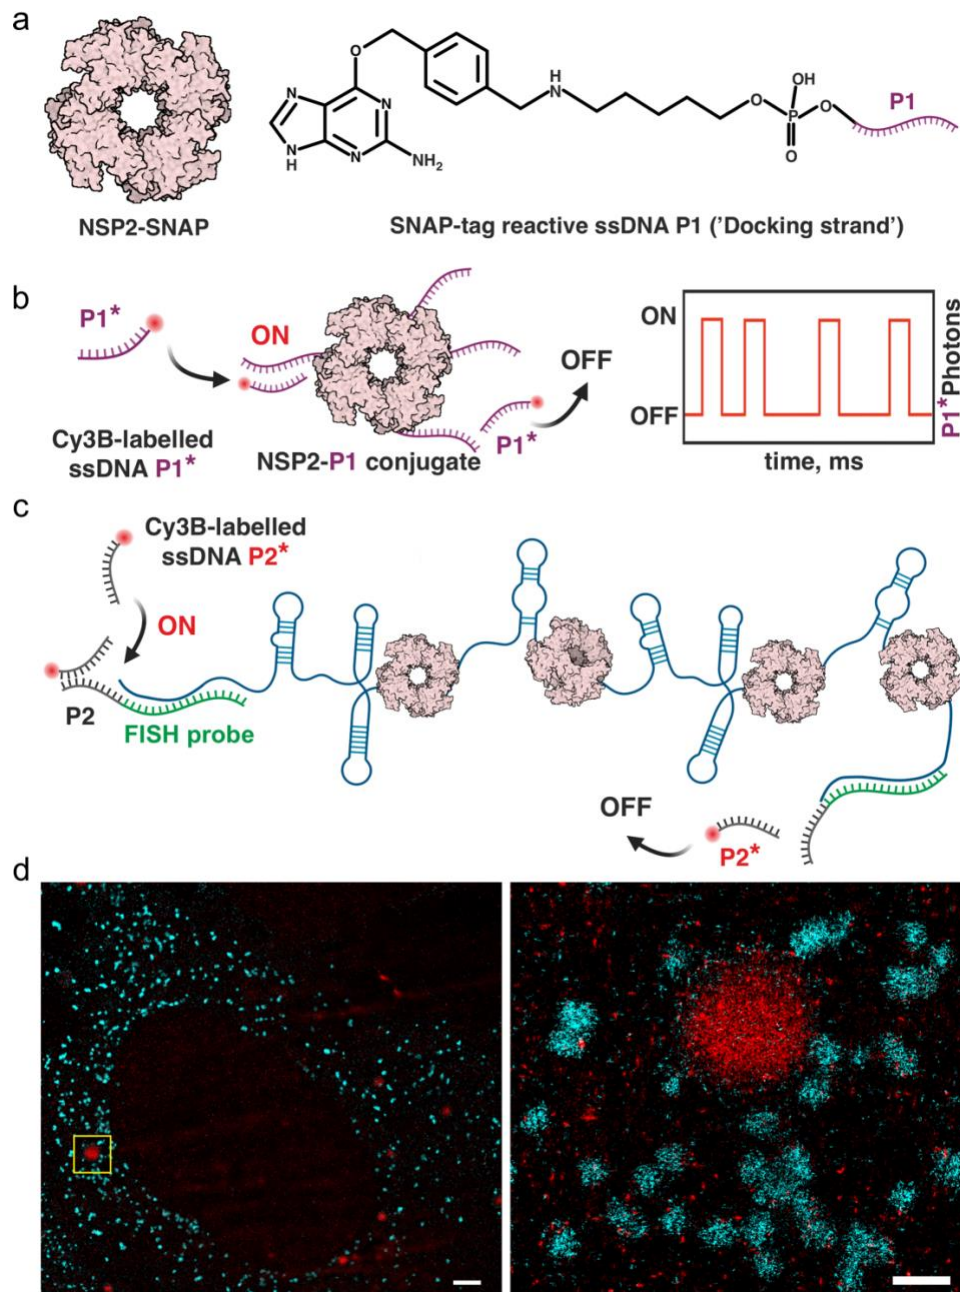 a
O
N
N
N
H
N
NH2
H
N
O
OH
P
O
O
P1
NSP2-SNAP
SNAP-tag reactive ssDNA P1 ('Docking strand')
b
P1*
ON
Cy3B-labelled
ssDNA P1*
NSP2-P1 conjugate
P1*
OFF
ON
OFF
time, ms
P1* Photons
c
Cy3B-labelled
ssDNA P2*
ON
P2
FISH probe
OFF
P2*
d